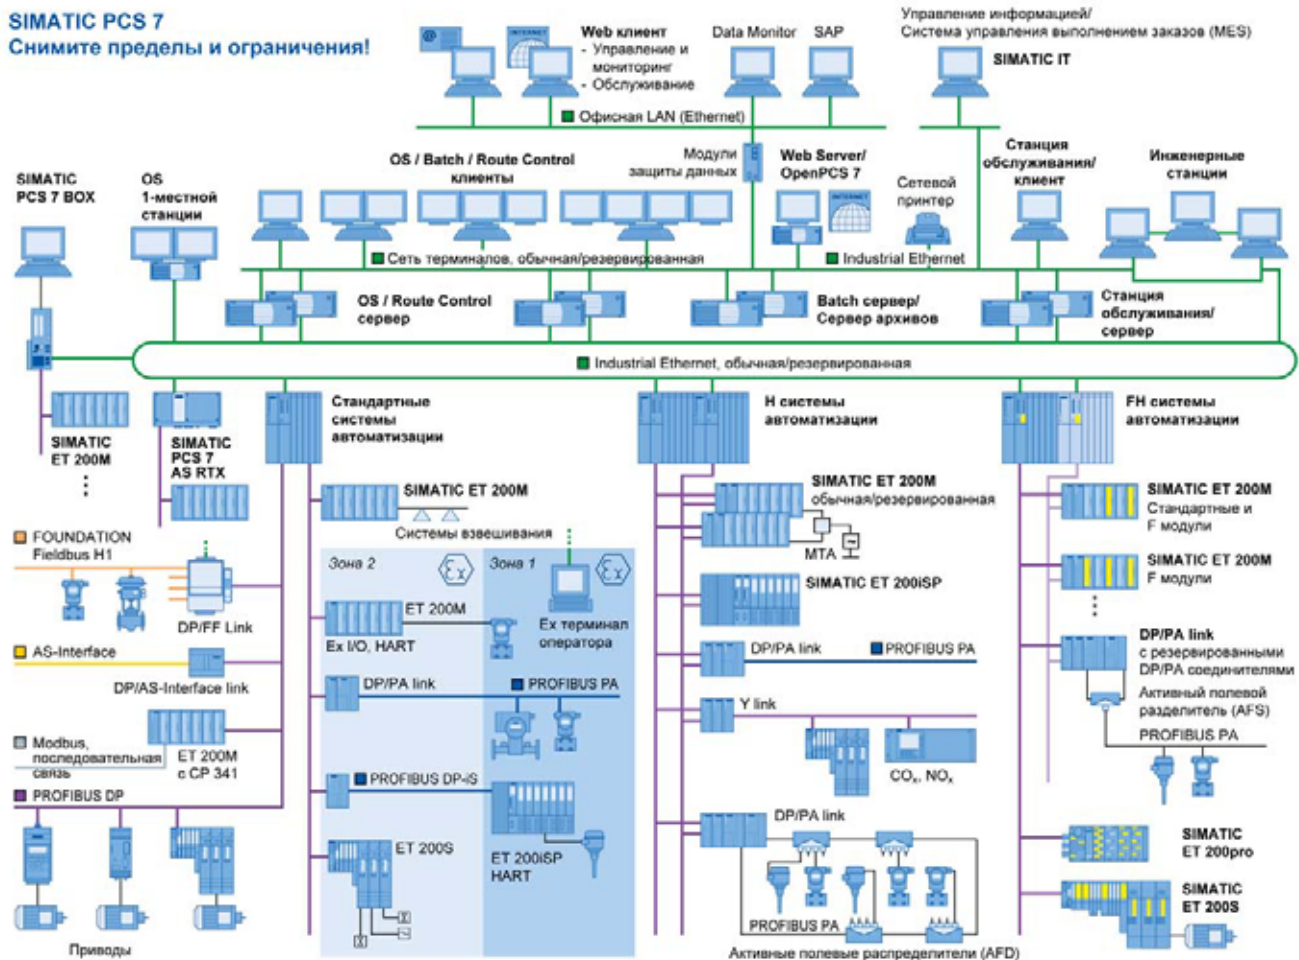 SIMATIC PCS 7
Снимите пределы и ограничения!
Web клиент
- Управление и
мониторинг
- Обслуживание
INTERNET
Data Monitor
SAP
Управление информацией/
Система управления выполнением заказов (MES)
SIMATIC IT
Офисная LAN (Ethernet)
SIMATIC
PCS 7 BOX
OS
1-местной
станции
OS / Batch / Route Control
клиенты
Модули
защиты данных
Web Server/
OpenPCS 7
INTERNET
Сетевой
принтер
Станция
обслуживания/
клиент
Инженерные
станции
Сеть терминалов, обычная/резервированная
Industrial Ethernet
OS / Route Control
сервер
Batch сервер/
Сервер архивов
Станция
обслуживания/
сервер
Industrial Ethernet, обычная/резервированная
SIMATIC
ET 200M
SIMATIC
PCS 7
AS RTX
Стандартные
системы
автоматизации
H системы
автоматизации
FH системы
автоматизации
FOUNDATION
Fieldbus H1
DP/FF Link
AS-Interface
DP/AS-Interface link
Modbus,
последовательная
связь
ET 200M
с CP 341
PROFIBUS DP
Приводы
SIMATIC ET 200M
Системы взвешивания
Зона 2
Ex
Зона 1
Ex
ET 200M
Ex I/O, HART
Ex терминал
оператора
DP/PA link
PROFIBUS PA
PROFIBUS DP-iS
ET 200S
ET 200iSP
HART
SIMATIC ET 200M
обычная/резервированная
MTA
SIMATIC ET 200iSP
DP/PA link
PROFIBUS PA
Y link
COx, NOx
DP/PA link
PROFIBUS PA
Активные полевые распределители (AFD)
SIMATIC ET 200M
Стандартные и
F модули
SIMATIC ET 200M
F модули
DP/PA link
с резервированными
DP/PA соединителями
Активный полевой
разделитель (AFS)
PROFIBUS PA
SIMATIC
ET 200pro
SIMATIC
ET 200S